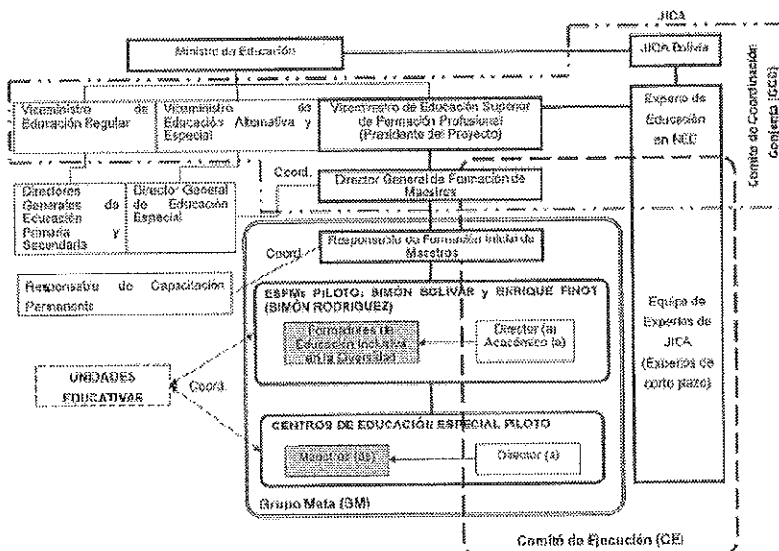 JICA
Ministro de Educación
JICA Bolivia
Viceministro de
Educación Regular
Viceministro de
Educación Alternativa y
Especial
Viceministro de Educación Superior
de Formación Profesional
(Presidente del Proyecto)
Experto de
Educación
en NEE
Comité de Coordinación
Conjunta (CCC)
Coord.
Director General de Formación de
Maestros
Directores
Generales de
Educación
Primaria y
Secundaria
Director General
de Educación
Especial
Responsable de Formación Inicial de
Maestros
Coord.
Responsable de Capacitación
Permanente
ESFMs PILOTO: SIMÓN BOLIVAR y ENRIQUE FINOT
(SIMÓN RODRIGUEZ)
Formadores de
Educación Inclusiva
en la Diversidad
Director (a)
Académico (a)
Equipo de
Expertos de
JICA
(Expertos de
corto plazo)
UNIDADES
EDUCATIVAS
Coord.
CENTROS DE EDUCACIÓN ESPECIAL PILOTO
Maestros (as)
Director (a)
Grupo Meta (GM)
Comité de Ejecución (CE)